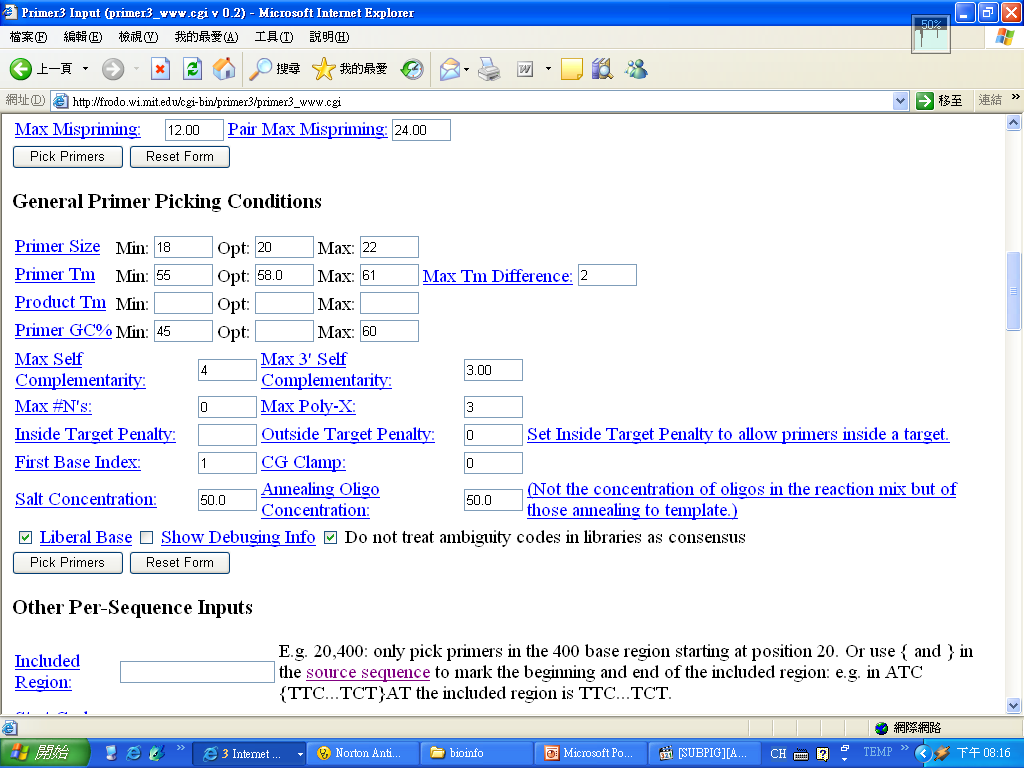 Primer3 Input (primer3_www.cgi v 0.2) - Microsoft Internet Explorer
50%
檔案(F) 編輯(E) 檢視(V) 我的最愛(A) 工具(T) 說明(H)
上一頁 搜尋 我的最愛
網址(D) http://frodo.wi.mit.edu/cgi-bin/primer3/primer3_www.cgi 移至 連結 »
Max Mispriming: 12.00 Pair Max Mispriming: 24.00
Pick Primers Reset Form
General Primer Picking Conditions
Primer Size Min: 18 Opt: 20 Max: 22
Primer Tm Min: 55 Opt: 58.0 Max: 61 Max Tm Difference: 2
Product Tm Min: Opt: Max:
Primer GC% Min: 45 Opt: Max: 60
Max Self Complementarity: 4 Max 3' Self Complementarity: 3.00
Max #N's: 0 Max Poly-X: 3
Inside Target Penalty: Outside Target Penalty: 0 Set Inside Target Penalty to allow primers inside a target.
First Base Index: 1 CG Clamp: 0
Salt Concentration: 50.0 Annealing Oligo Concentration: 50.0 (Not the concentration of oligos in the reaction mix but of those annealing to template.)
Liberal Base Show Debuging Info Do not treat ambiguity codes in libraries as consensus
Pick Primers Reset Form
Other Per-Sequence Inputs
Included Region: E.g. 20,400: only pick primers in the 400 base region starting at position 20. Or use { and } in
the source sequence to mark the beginning and end of the included region: e.g. in ATC
{TTC...TCT}AT the included region is TTC...TCT.
網際網路
開始 » 3 Internet ... Norton Anti... bioinfo Microsoft Po... [SUBPIG][A... CH TEMP » 下午 08:16